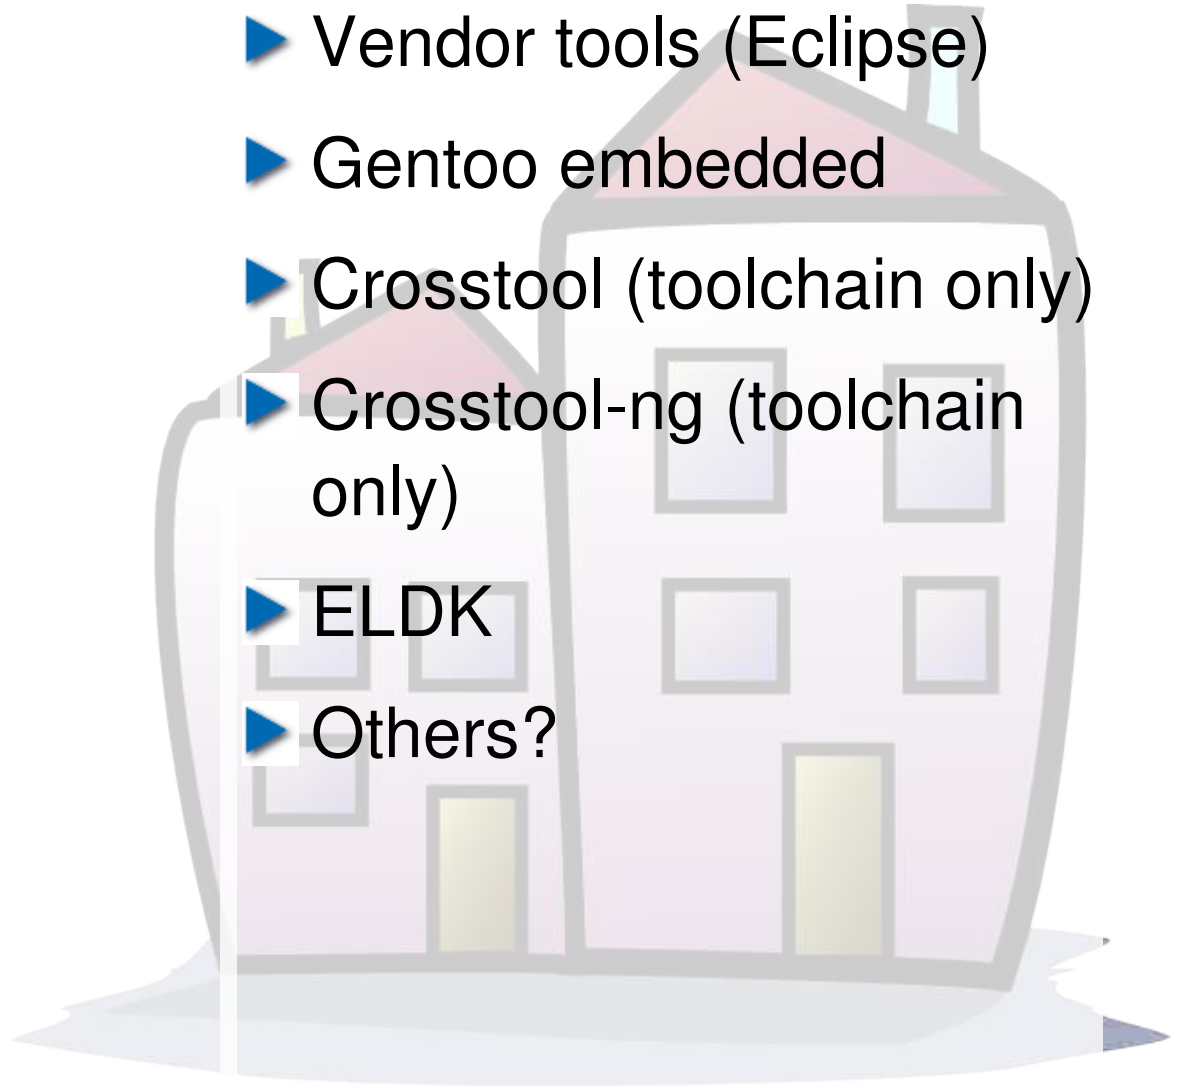 Vendor tools (Eclipse)
Gentoo embedded
Crosstool (toolchain only)
Crosstool-ng (toolchain
only)
ELDK
Others?